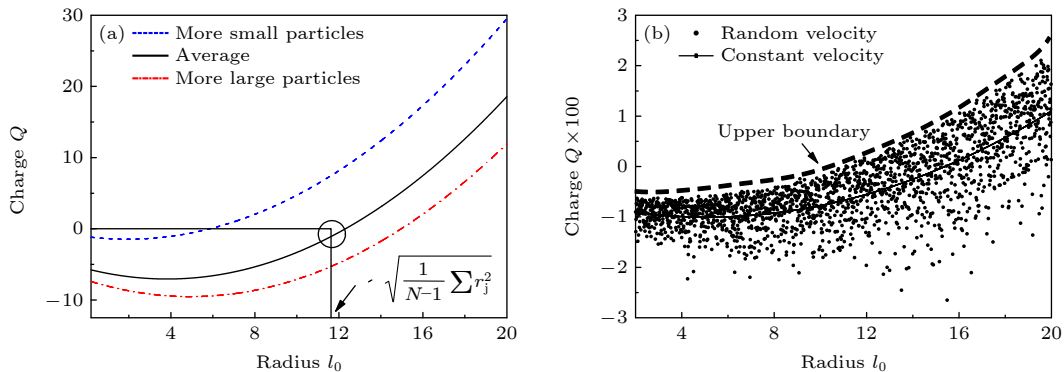 (a)
More small particles
Average
More large particles
30
20
10
0
−10
Charge Q
4
8
12
16
20
Radius l0
√ 1/N−1 ∑ r_j^2
(b)
Random velocity
Constant velocity
Upper boundary
3
2
1
0
−1
−2
−3
Charge Q×100
4
8
12
16
20
Radius l0